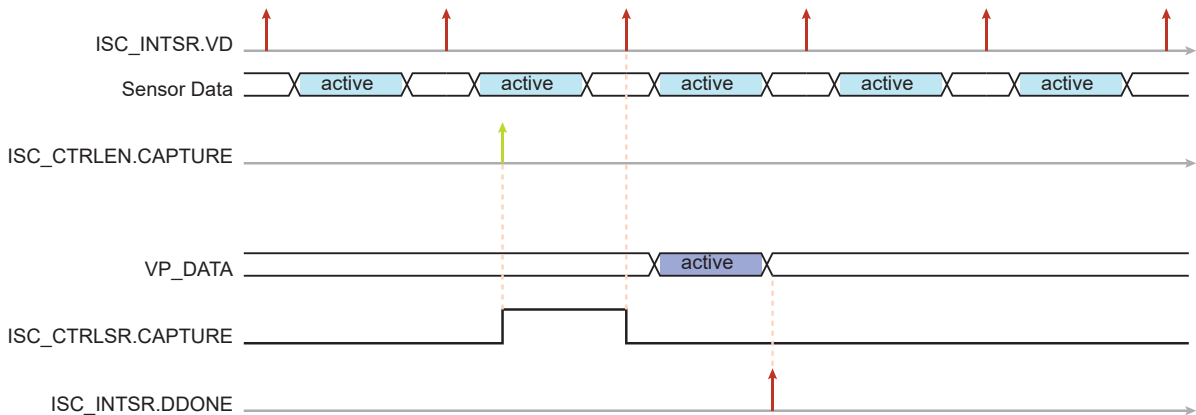 ISC_INTSR.VD
Sensor Data
active active active active active
ISC_CTRLEN.CAPTURE
VP_DATA
active
ISC_CTRLSR.CAPTURE
ISC_INTSR.DDONE